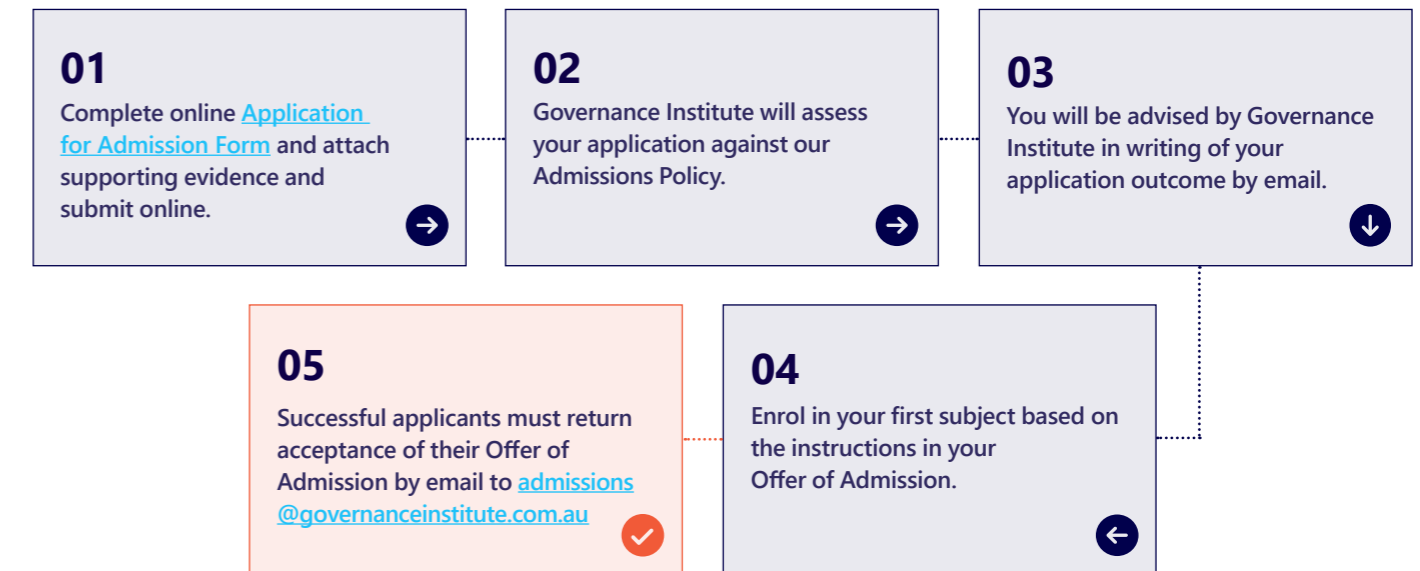 01
Complete online Application
for Admission Form and attach
supporting evidence and
submit online.
02
Governance Institute will assess
your application against our
Admissions Policy.
03
You will be advised by Governance
Institute in writing of your
application outcome by email.
04
Enrol in your first subject based on
the instructions in your
Offer of Admission.
05
Successful applicants must return
acceptance of their Offer of
Admission by email to admissions
@governanceinstitute.com.au